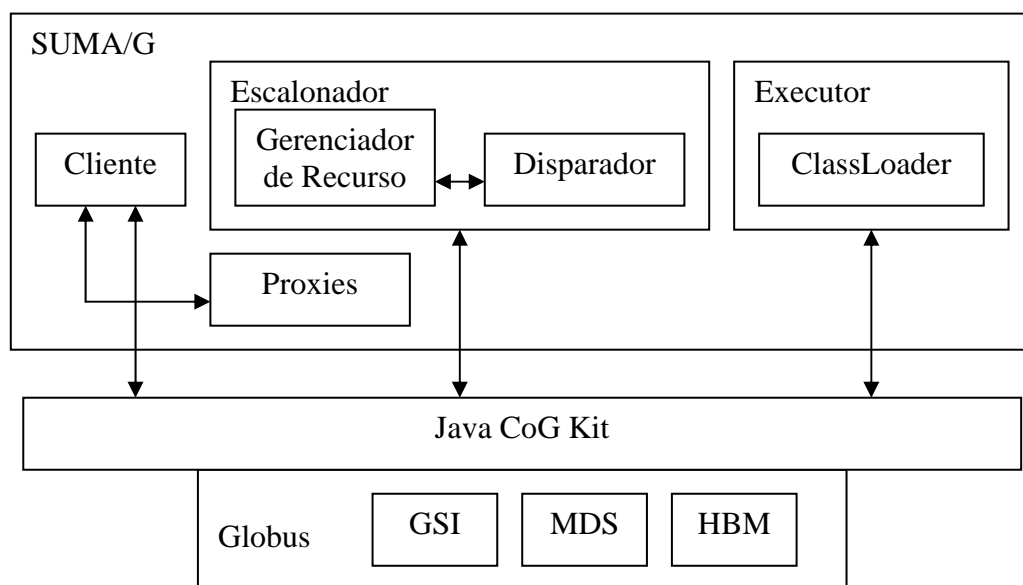 SUMA/G
Escalonador
Gerenciador
de Recurso
Disparador
Executor
ClassLoader
Cliente
Proxies
Java CoG Kit
Globus
GSI
MDS
HBM